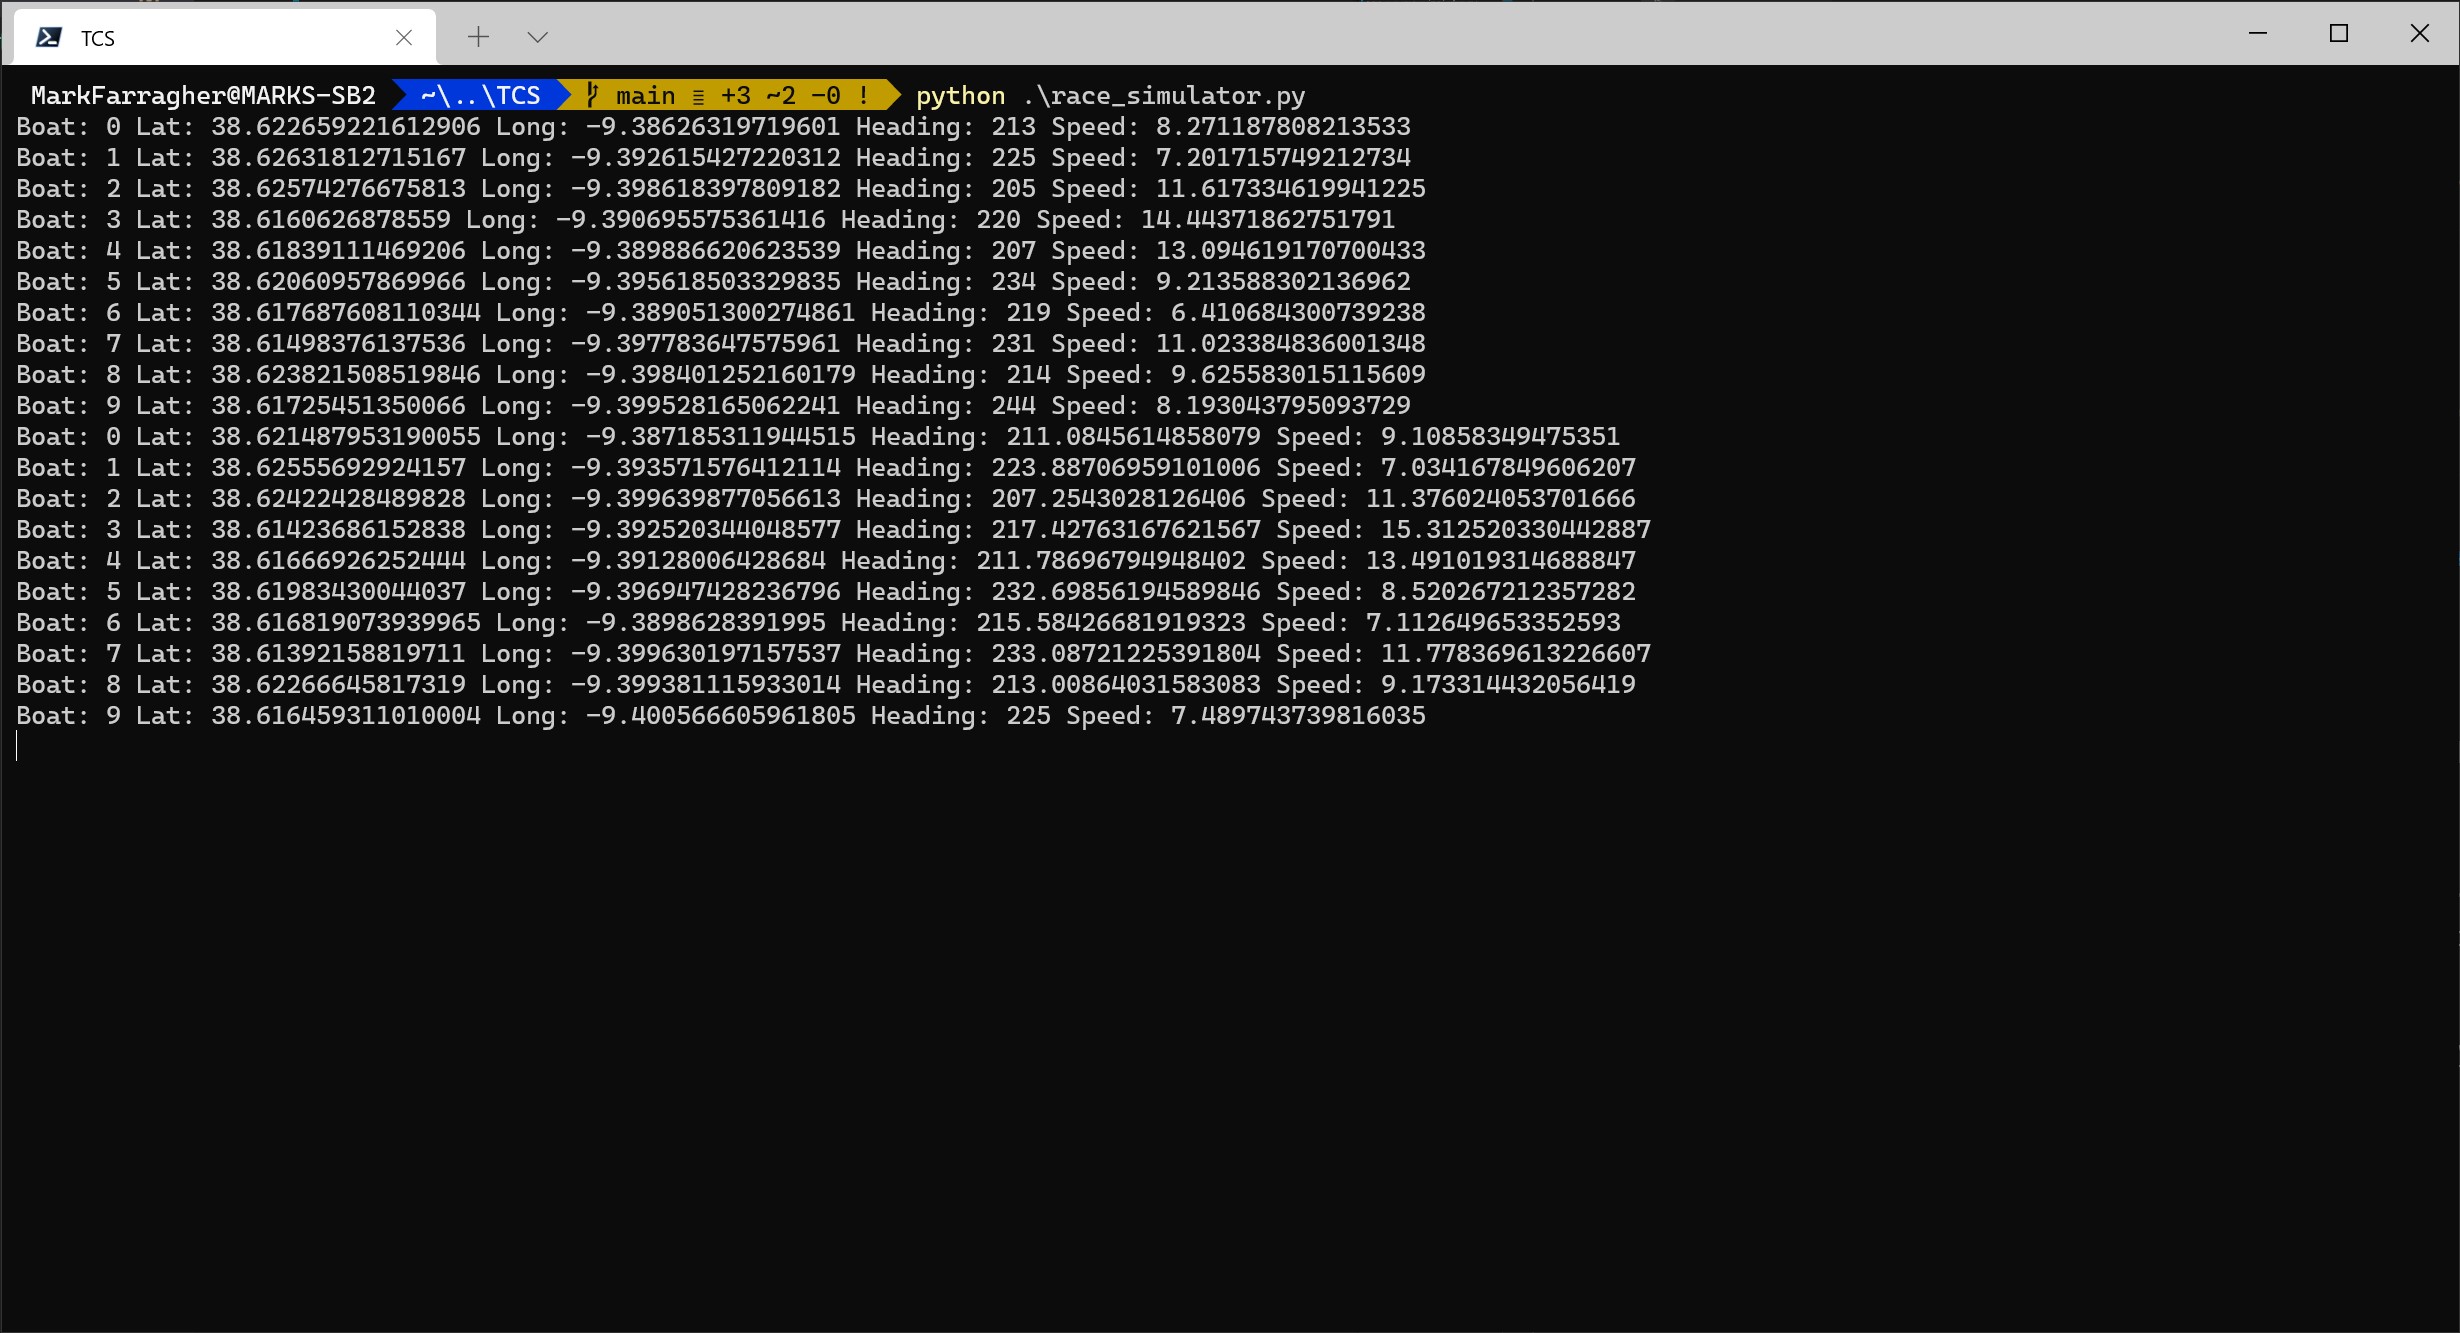 TCS
MarkFarragher@MARKS-SB2 ~\..\TCS main ≡ +3 ~2 -0 ! python .\race_simulator.py
Boat: 0 Lat: 38.622659221612906 Long: -9.38626319719601 Heading: 213 Speed: 8.271187808213533
Boat: 1 Lat: 38.62631812715167 Long: -9.392615427220312 Heading: 225 Speed: 7.201715749212734
Boat: 2 Lat: 38.62574276675813 Long: -9.398618397809182 Heading: 205 Speed: 11.617334619941225
Boat: 3 Lat: 38.6160626878559 Long: -9.390695575361416 Heading: 220 Speed: 14.44371862751791
Boat: 4 Lat: 38.61839111469206 Long: -9.389886620623539 Heading: 207 Speed: 13.094619170700433
Boat: 5 Lat: 38.62060957869966 Long: -9.395618503329835 Heading: 234 Speed: 9.213588302136962
Boat: 6 Lat: 38.617687608110344 Long: -9.389051300274861 Heading: 219 Speed: 6.410684300739238
Boat: 7 Lat: 38.61498376137536 Long: -9.397783647575961 Heading: 231 Speed: 11.023384836001348
Boat: 8 Lat: 38.623821508519846 Long: -9.398401252160179 Heading: 214 Speed: 9.625583015115609
Boat: 9 Lat: 38.61725451350066 Long: -9.399528165062241 Heading: 244 Speed: 8.193043795093729
Boat: 0 Lat: 38.621487953190055 Long: -9.387185311944515 Heading: 211.0845614858079 Speed: 9.10858349475351
Boat: 1 Lat: 38.62555692924157 Long: -9.393571576412114 Heading: 223.88706959101006 Speed: 7.034167849606207
Boat: 2 Lat: 38.62422428489828 Long: -9.399639877056613 Heading: 207.2543028126406 Speed: 11.376024053701666
Boat: 3 Lat: 38.61423686152838 Long: -9.392520344048577 Heading: 217.42763167621567 Speed: 15.312520330442887
Boat: 4 Lat: 38.61666926252444 Long: -9.39128006428684 Heading: 211.78696794948402 Speed: 13.491019314688847
Boat: 5 Lat: 38.61983430044037 Long: -9.396947428236796 Heading: 232.69856194589846 Speed: 8.520267212357282
Boat: 6 Lat: 38.616819073939965 Long: -9.3898628391995 Heading: 215.58426681919323 Speed: 7.112649653352593
Boat: 7 Lat: 38.61392158819711 Long: -9.399630197157537 Heading: 233.08721225391804 Speed: 11.778369613226607
Boat: 8 Lat: 38.62266645817319 Long: -9.399381115933014 Heading: 213.00864031583083 Speed: 9.173314432056419
Boat: 9 Lat: 38.616459311010004 Long: -9.400566605961805 Heading: 225 Speed: 7.489743739816035